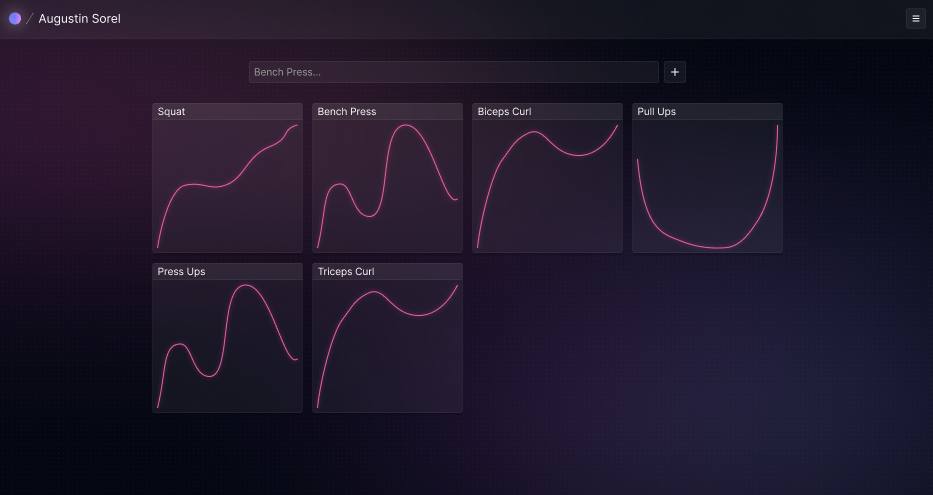 / Augustin Sorel
Bench Press...
Squat
Bench Press
Biceps Curl
Pull Ups
Press Ups
Triceps Curl